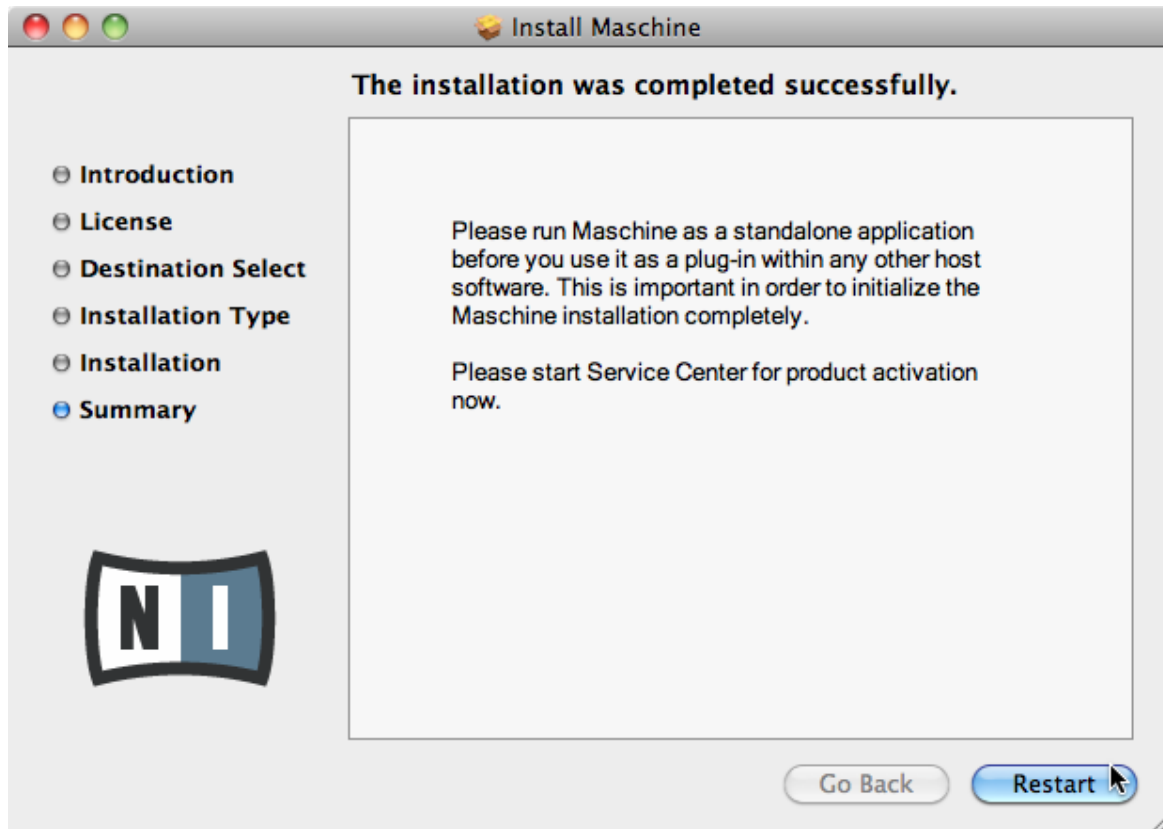 Install Maschine
The installation was completed successfully.
Introduction
License
Destination Select
Installation Type
Installation
Summary
Please run Maschine as a standalone application
before you use it as a plug-in within any other host
software. This is important in order to initialize the
Maschine installation completely.
Please start Service Center for product activation
now.
N I
Go Back
Restart